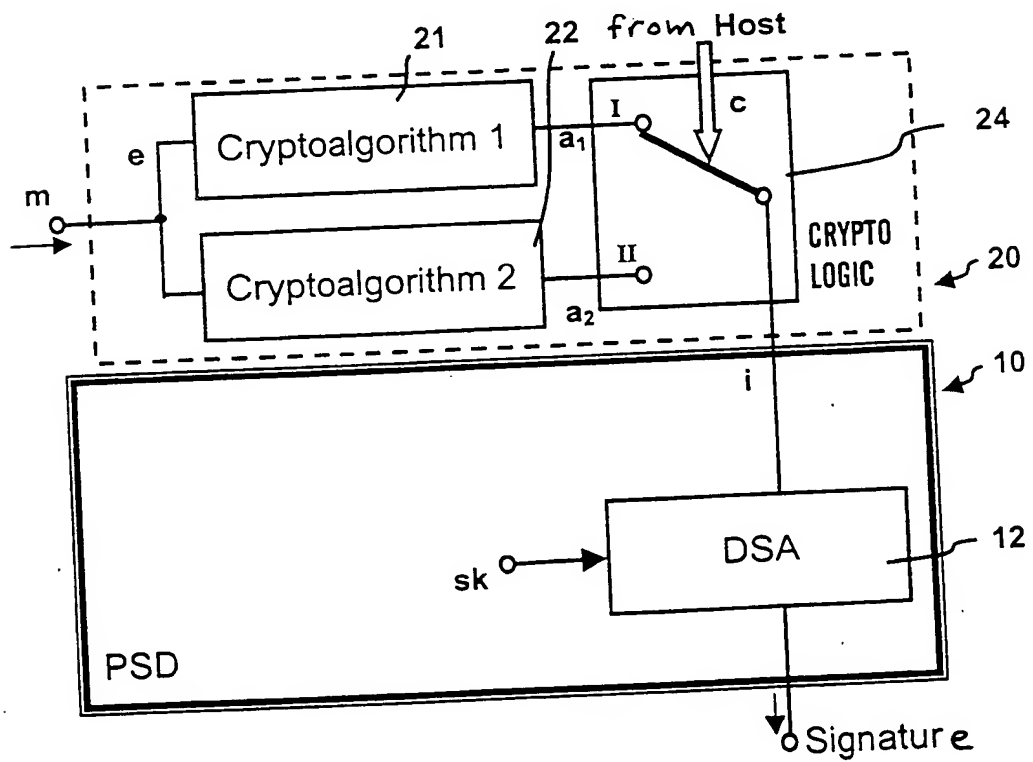 from Host
21
22
Cryptoalgorithm 1
I
c
24
e
a1
m
Cryptoalgorithm 2
II
CRYPTO
LOGIC
20
a2
10
i
DSA
12
sk
PSD
Signature